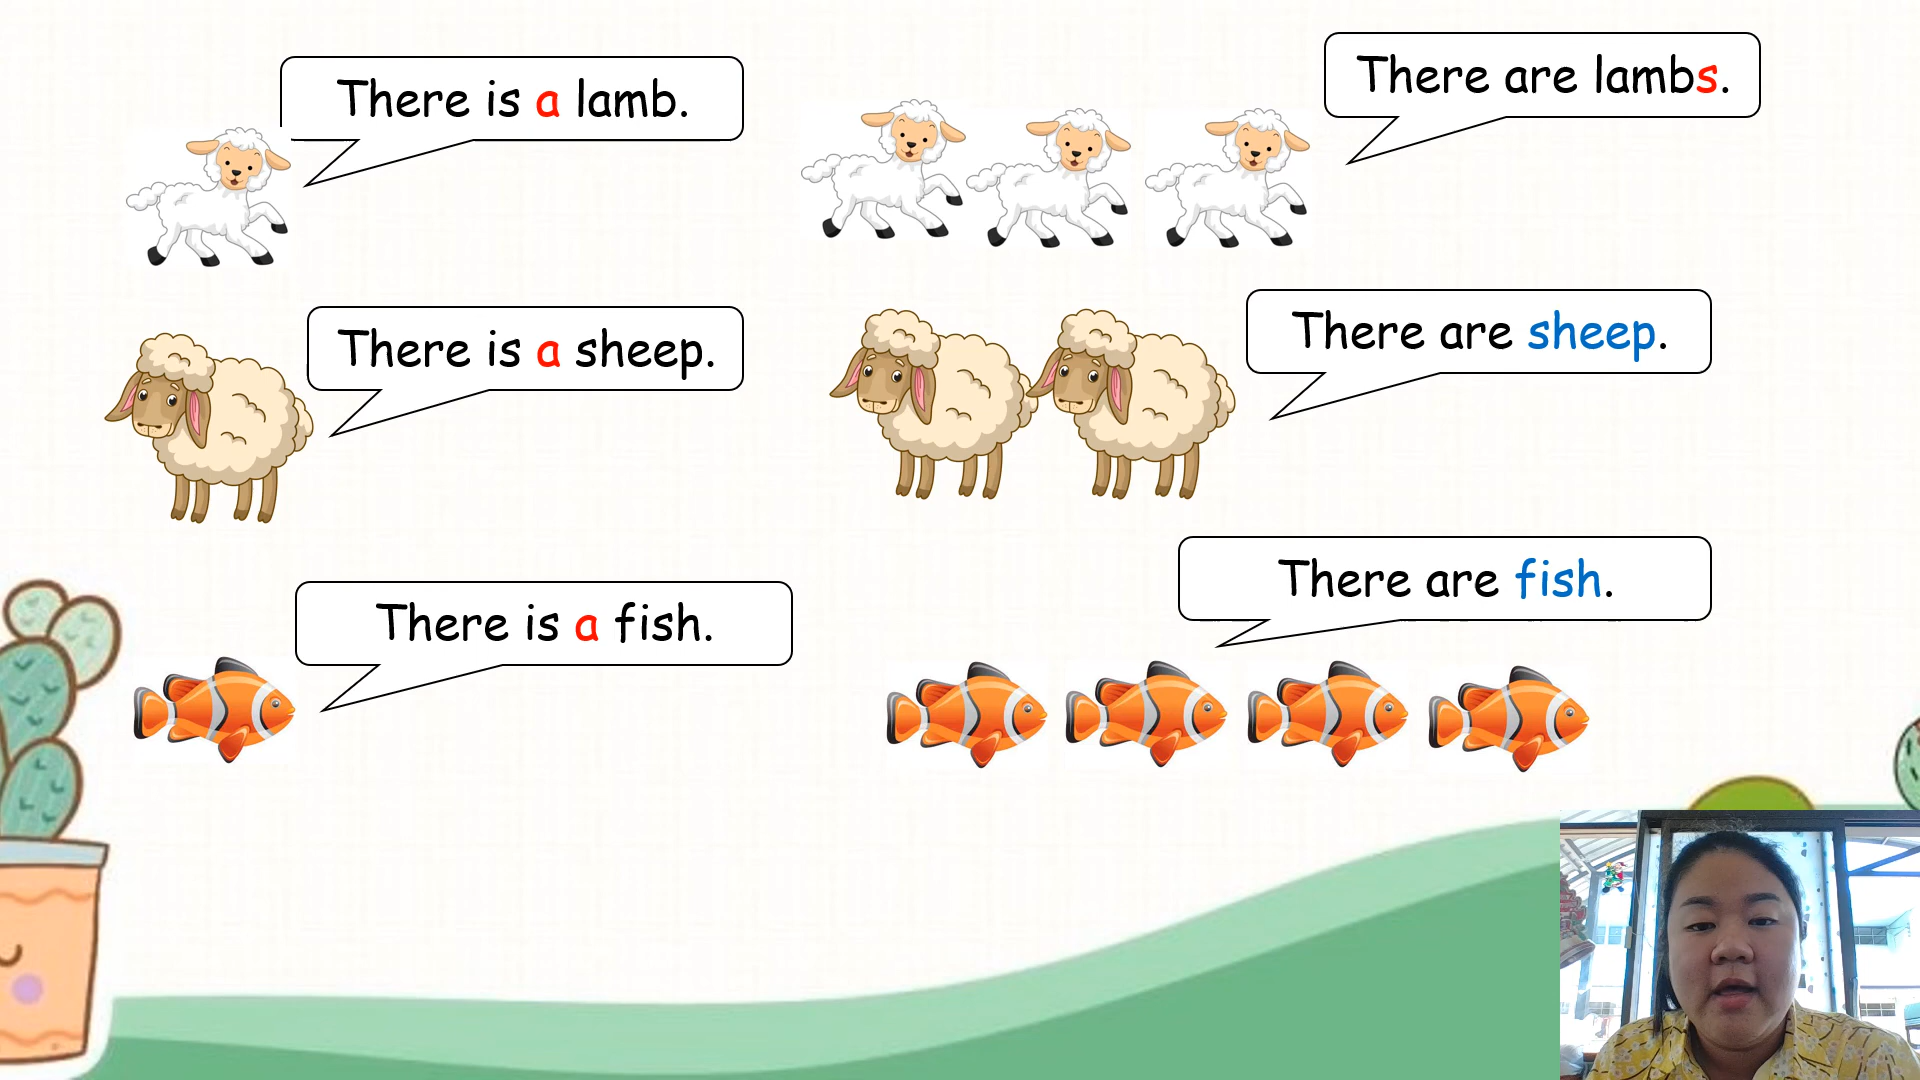 There is a lamb.
There are lambs.
There is a sheep.
There are sheep.
There is a fish.
There are fish.